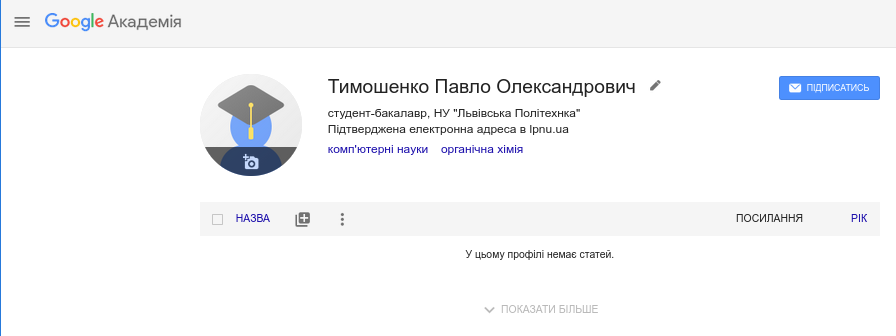 Google Академія
Тимошенко Павло Олександрович
ПІДПИСАТИСЬ
студент-бакалавр, НУ "Львівська Політехнка"
Підтверджена електронна адреса в lpnu.ua
комп'ютерні науки органічна хімія
НАЗВА ПОСИЛАННЯ РІК
У цьому профілі немає статей.
ПОКАЗАТИ БІЛЬШЕ